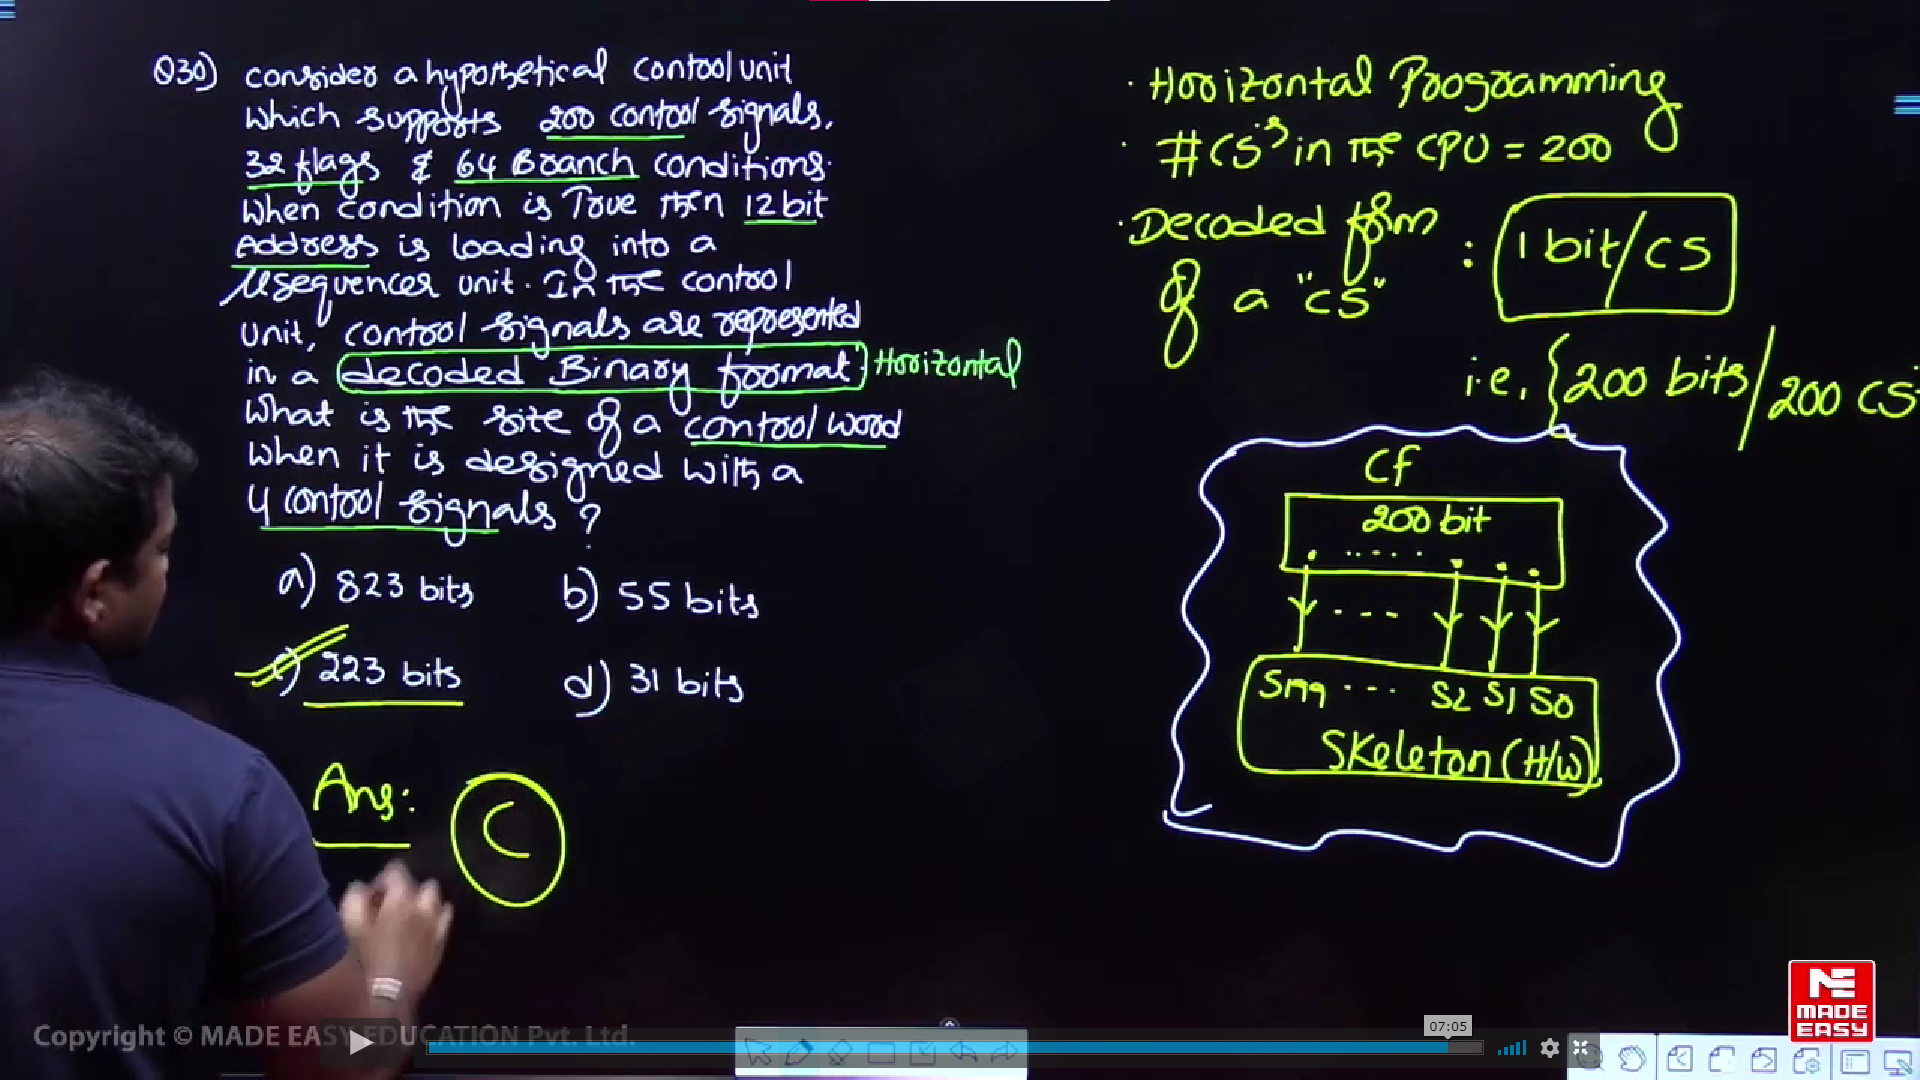 Q30) consider a hypothetical control unit
which supports 200 control signals,
32 flags & 64 Branch conditions.
When condition is True then 12 bit
Address is loading into a
μsequencer unit. In the control
unit, control signals are represented
in a decoded Binary format. Horizontal
What is the size of a control word
when it is designed with a
4 control signals?
a) 823 bits b) 55 bits
c) 223 bits d) 31 bits
Ans: C
· Horizontal Programming
· #CS's in the CPU = 200
· Decoded form of a "CS" : 1 bit/CS
i.e, {200 bits/200 CS
CF
200 bit
S199 ... S2 S1 S0
Skeleton (H/W)
Copyright © MADE EASY EDUCATION Pvt. Ltd.
07:05
ME
MADE
EASY